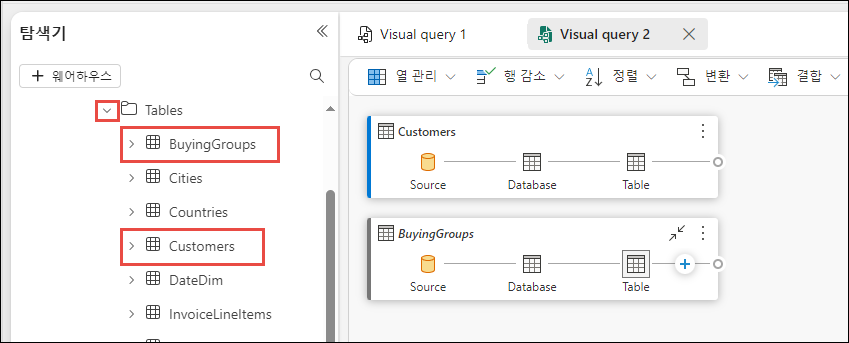 탐색기
+ 웨어하우스
Tables
BuyingGroups
Cities
Countries
Customers
DateDim
InvoiceLineItems
Visual query 1
Visual query 2
열 관리
행 감소
정렬
변환
결합
Customers
Source
Database
Table
BuyingGroups
Source
Database
Table